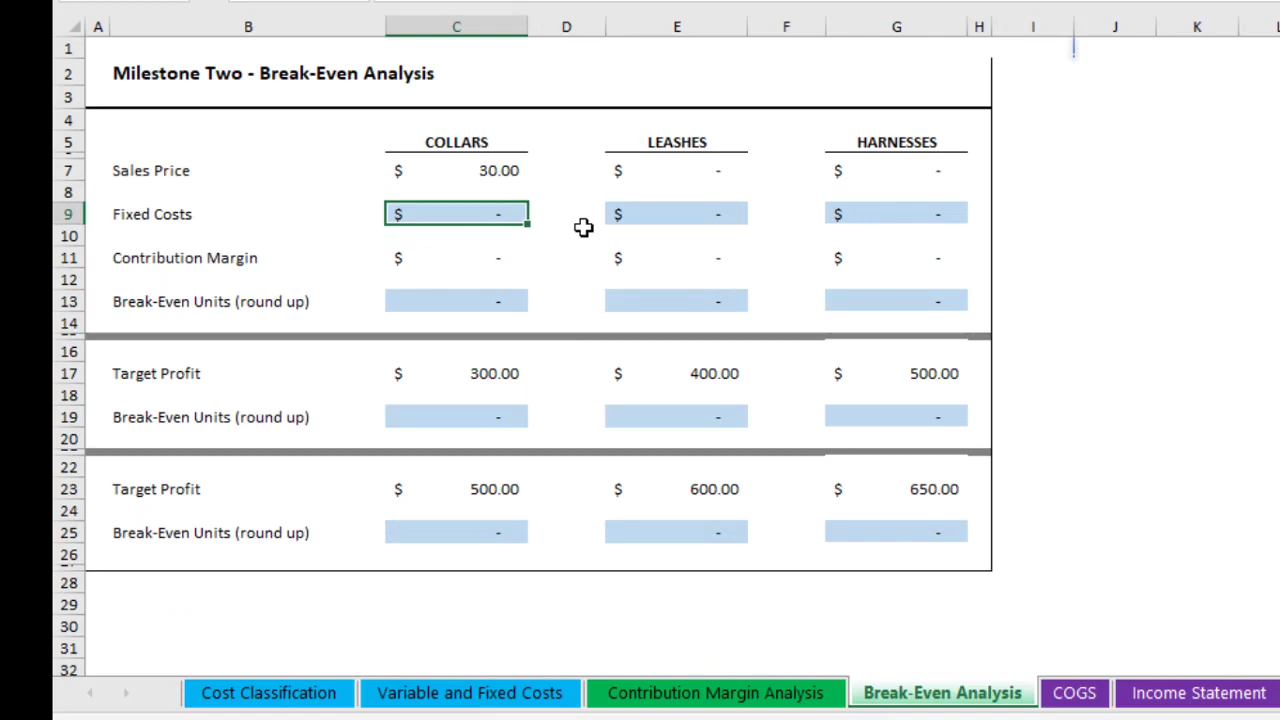 A B C D E F G H I J K L
1
2 Milestone Two - Break-Even Analysis
3
4
5 COLLARS LEASHES HARNESSES
7 Sales Price $ 30.00 $ - $ -
8
9 Fixed Costs $ - $ - $ -
10
11 Contribution Margin $ - $ - $ -
12
13 Break-Even Units (round up) - - -
14
16
17 Target Profit $ 300.00 $ 400.00 $ 500.00
18
19 Break-Even Units (round up) - - -
20
22
23 Target Profit $ 500.00 $ 600.00 $ 650.00
24
25 Break-Even Units (round up) - - -
26
28
29
30
31
32
Cost Classification Variable and Fixed Costs Contribution Margin Analysis Break-Even Analysis COGS Income Statement